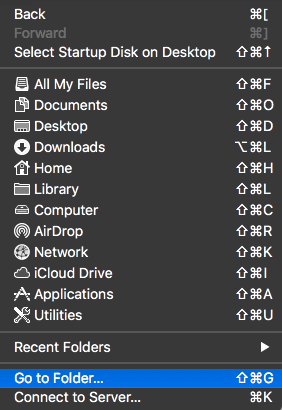 Back ⌘[
Forward ⌘]
Select Startup Disk on Desktop ⇧⌘↑
All My Files ⇧⌘F
Documents ⇧⌘O
Desktop ⇧⌘D
Downloads ⌥⌘L
Home ⇧⌘H
Library ⇧⌘L
Computer ⇧⌘C
AirDrop ⇧⌘R
Network ⇧⌘K
iCloud Drive ⇧⌘I
Applications ⇧⌘A
Utilities ⇧⌘U
Recent Folders ▶
Go to Folder... ⇧⌘G
Connect to Server... ⌘K